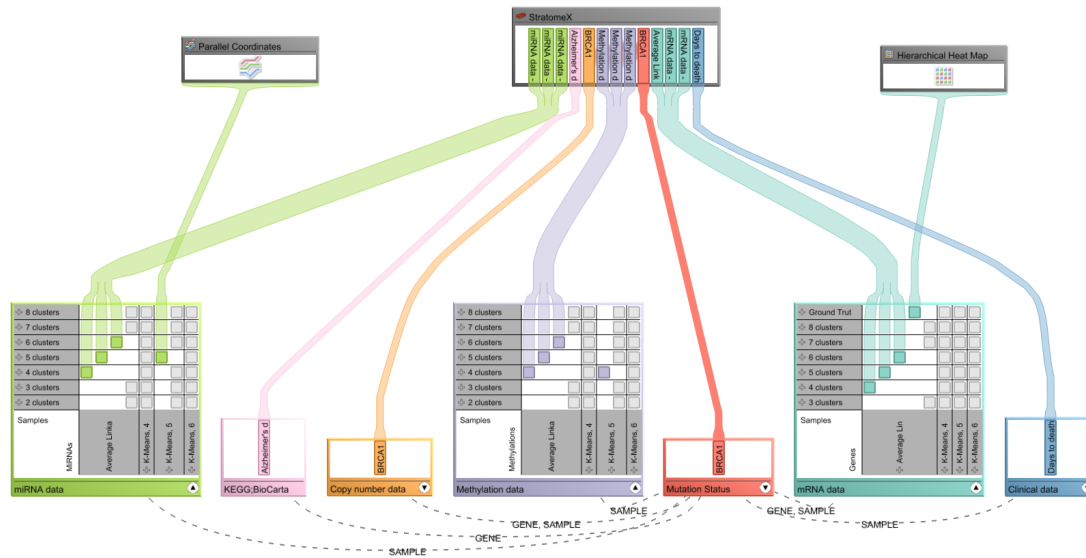 StratomeX
Parallel Coordinates
Hierarchical Heat Map
miRNA data -
miRNA data -
miRNA data -
Alzheimer's d
BRCA1
Methylation d
Methylation d
Methylation d
BRCA1
Average Link
mRNA data -
mRNA data -
Days to death
8 clusters
7 clusters
6 clusters
5 clusters
4 clusters
3 clusters
2 clusters
Samples
MiRNAs
Average Linka
K-Means, 4
K-Means, 5
K-Means, 6
miRNA data
Alzheimer's d
KEGG;BioCarta
BRCA1
Copy number data
8 clusters
7 clusters
6 clusters
5 clusters
4 clusters
3 clusters
2 clusters
Samples
Methylations
Average Linka
K-Means, 4
K-Means, 5
K-Means, 6
Methylation data
BRCA1
Mutation Status
Ground Trut
8 clusters
7 clusters
6 clusters
5 clusters
4 clusters
3 clusters
Samples
Genes
Average Lin
K-Means, 4
K-Means, 5
K-Means, 6
mRNA data
Days to death
Clinical data
SAMPLE
GENE, SAMPLE
GENE
SAMPLE
GENE, SAMPLE
SAMPLE